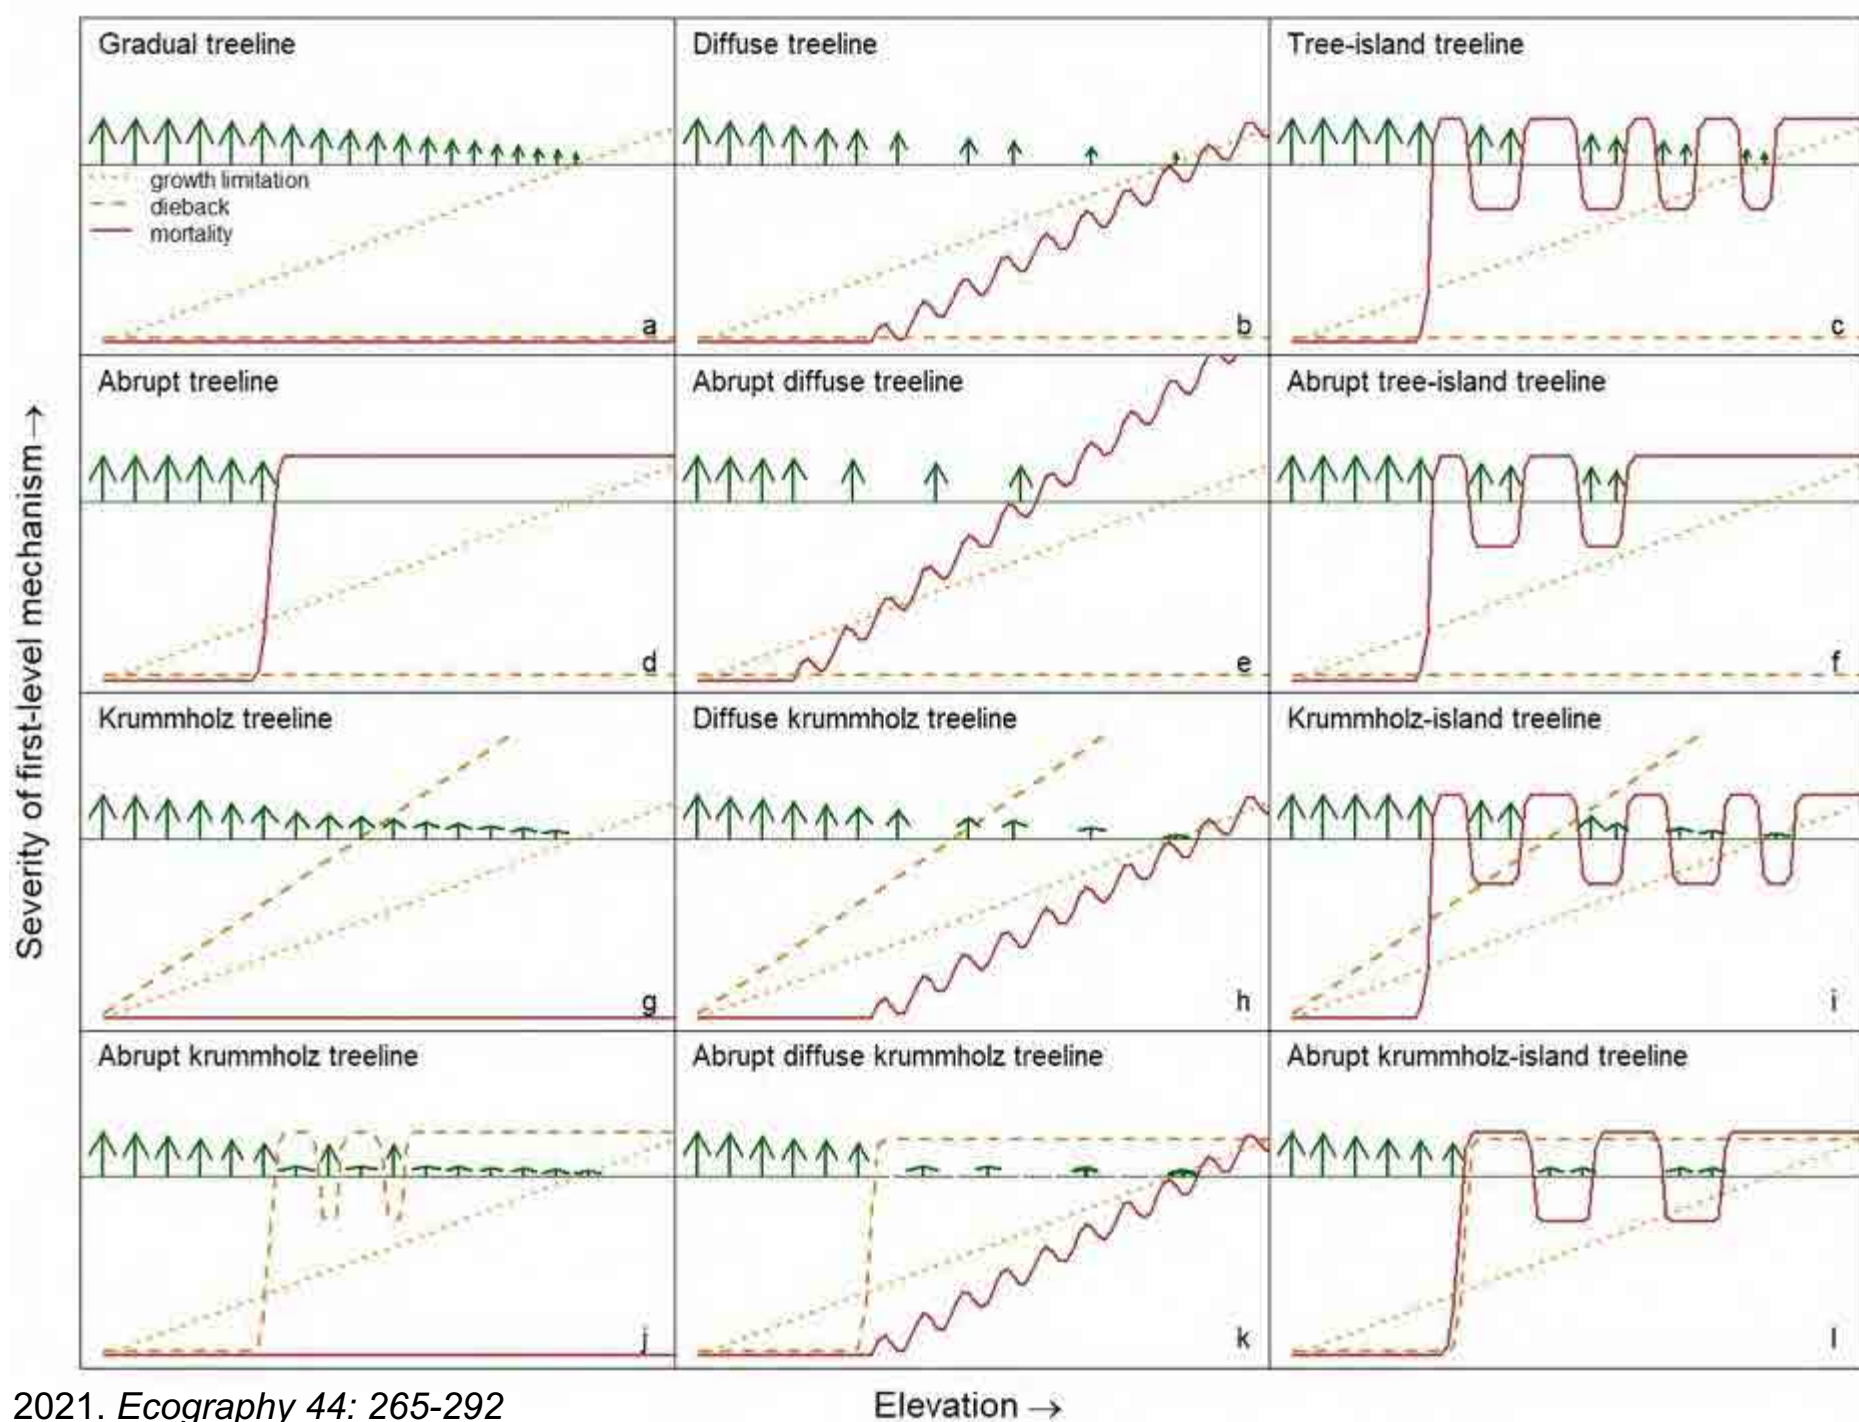 Gradual treeline
Diffuse treeline
Tree-island treeline
growth limitation
dieback
mortality
a
b
c
Abrupt treeline
Abrupt diffuse treeline
Abrupt tree-island treeline
d
e
f
Severity of first-level mechanism →
Krummholz treeline
Diffuse krummholz treeline
Krummholz-island treeline
g
h
i
Abrupt krummholz treeline
Abrupt diffuse krummholz treeline
Abrupt krummholz-island treeline
j
k
l
2021. Ecography 44: 265-292
Elevation →